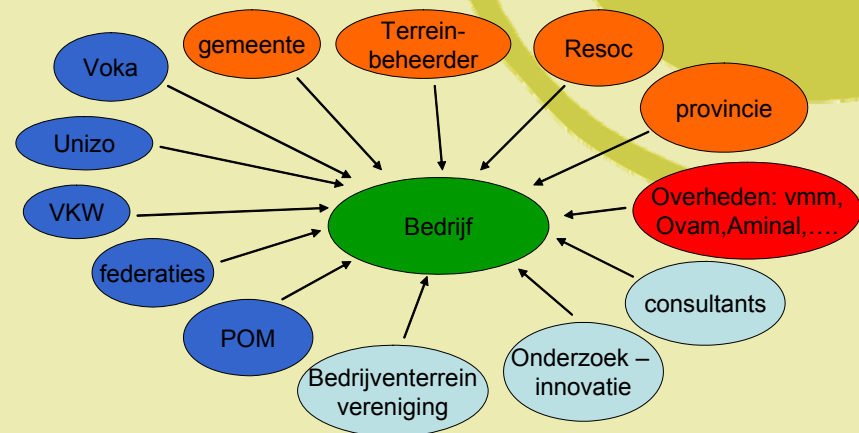 gemeente
Terrein-
beheerder
Resoc
Voka
provincie
Unizo
Overheden: vmm,
Ovam,Aminal,….
VKW
Bedrijf
federaties
consultants
POM
Bedrijventerrein
vereniging
Onderzoek –
innovatie